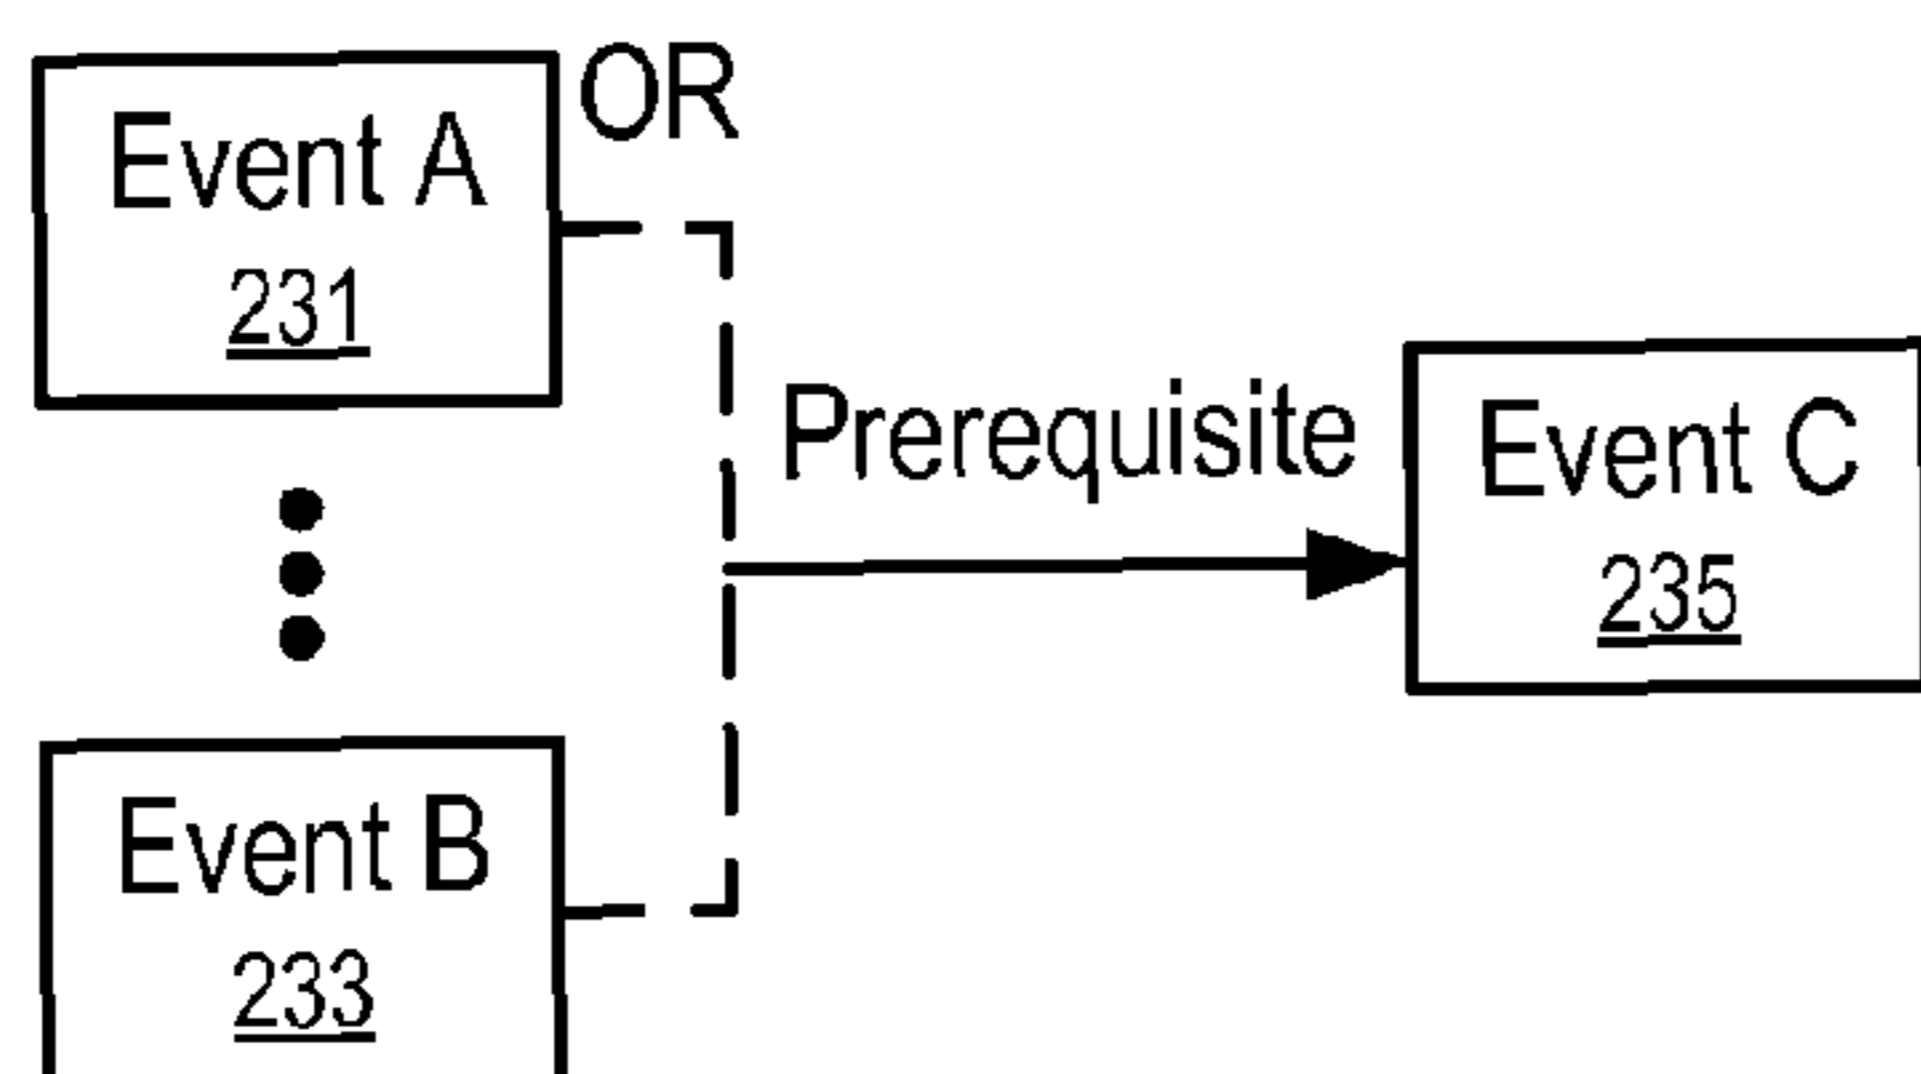 Event A
231
OR
Prerequisite
Event C
235
Event B
233